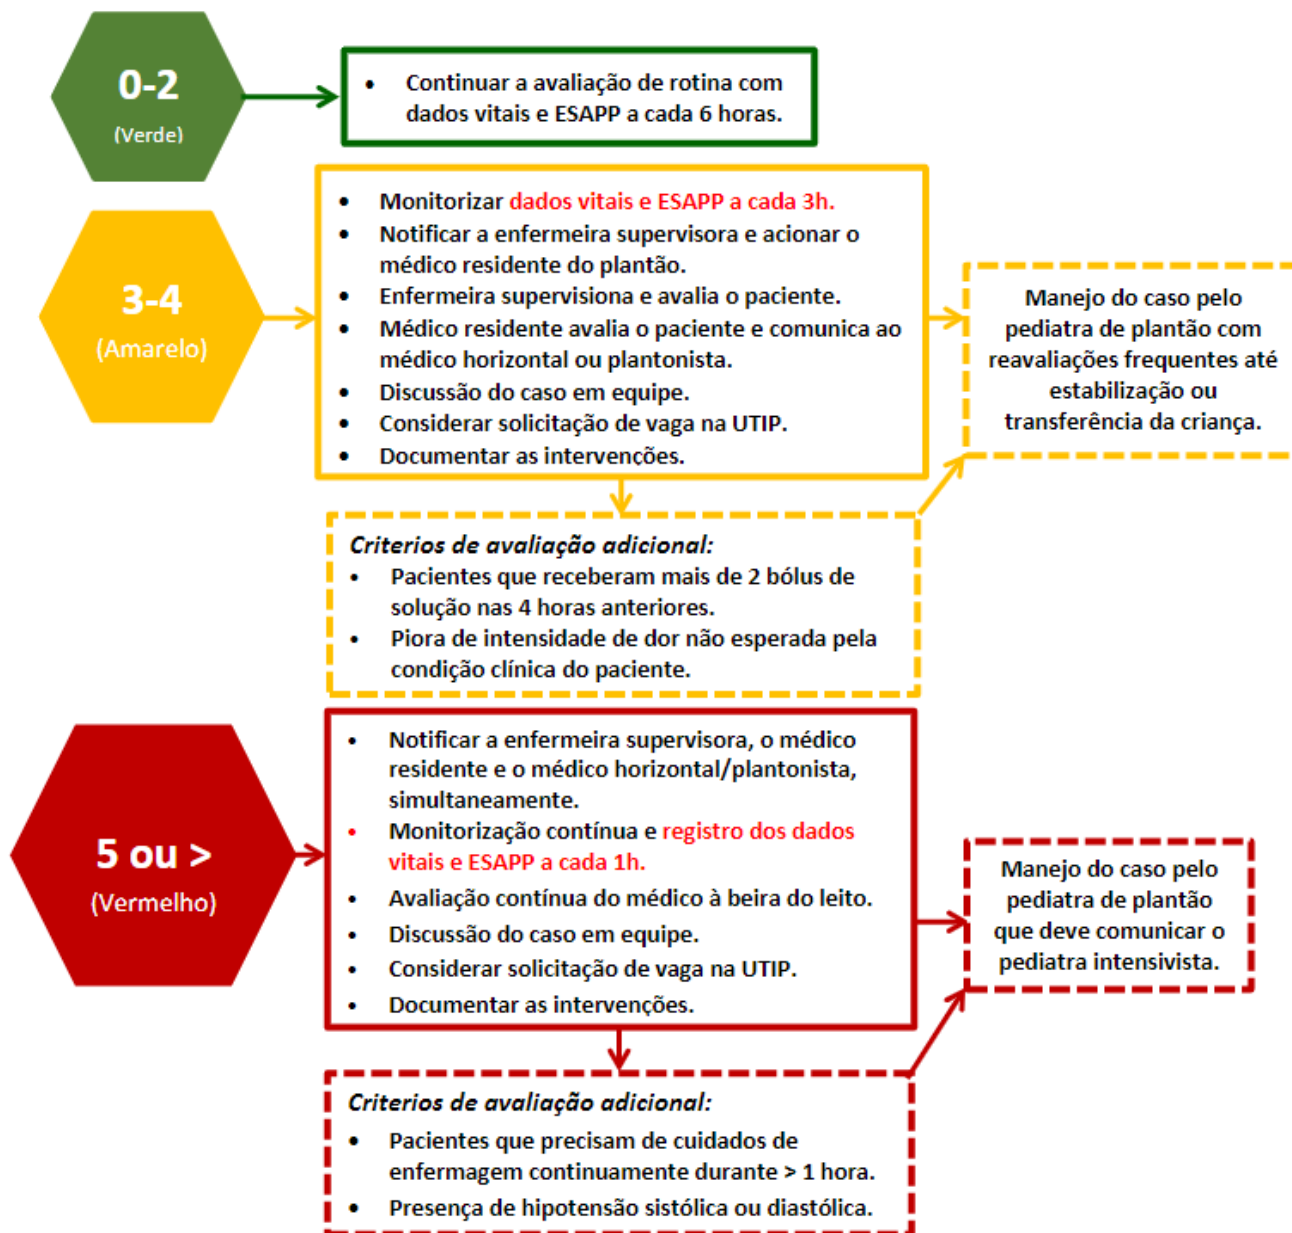 0-2
(Verde)
• Continuar a avaliação de rotina com
dados vitais e ESAPP a cada 6 horas.
3-4
(Amarelo)
• Monitorizar dados vitais e ESAPP a cada 3h.
• Notificar a enfermeira supervisora e acionar o
médico residente do plantão.
• Enfermeira supervisiona e avalia o paciente.
• Médico residente avalia o paciente e comunica ao
médico horizontal ou plantonista.
• Discussão do caso em equipe.
• Considerar solicitação de vaga na UTIP.
• Documentar as intervenções.
Manejo do caso pelo
pediatra de plantão com
reavaliações frequentes até
estabilização ou
transferência da criança.
Criterios de avaliação adicional:
• Pacientes que receberam mais de 2 bólus de
solução nas 4 horas anteriores.
• Piora de intensidade de dor não esperada pela
condição clínica do paciente.
5 ou >
(Vermelho)
• Notificar a enfermeira supervisora, o médico
residente e o médico horizontal/plantonista,
simultaneamente.
• Monitorização contínua e registro dos dados
vitais e ESAPP a cada 1h.
• Avaliação contínua do médico à beira do leito.
• Discussão do caso em equipe.
• Considerar solicitação de vaga na UTIP.
• Documentar as intervenções.
Manejo do caso pelo
pediatra de plantão
que deve comunicar o
pediatra intensivista.
Criterios de avaliação adicional:
• Pacientes que precisam de cuidados de
enfermagem continuamente durante > 1 hora.
• Presença de hipotensão sistólica ou diastólica.